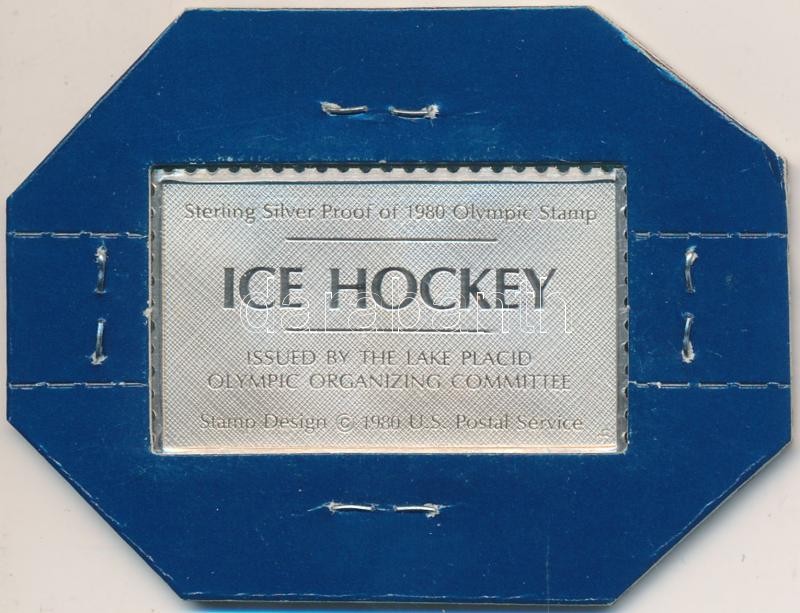 Sterling Silver Proof of 1980 Olympic Stamp
ICE HOCKEY
darabanth
ISSUED BY THE LAKE PLACID
OLYMPIC ORGANIZING COMMITTEE
Stamp Design © 1980 U.S. Postal Service